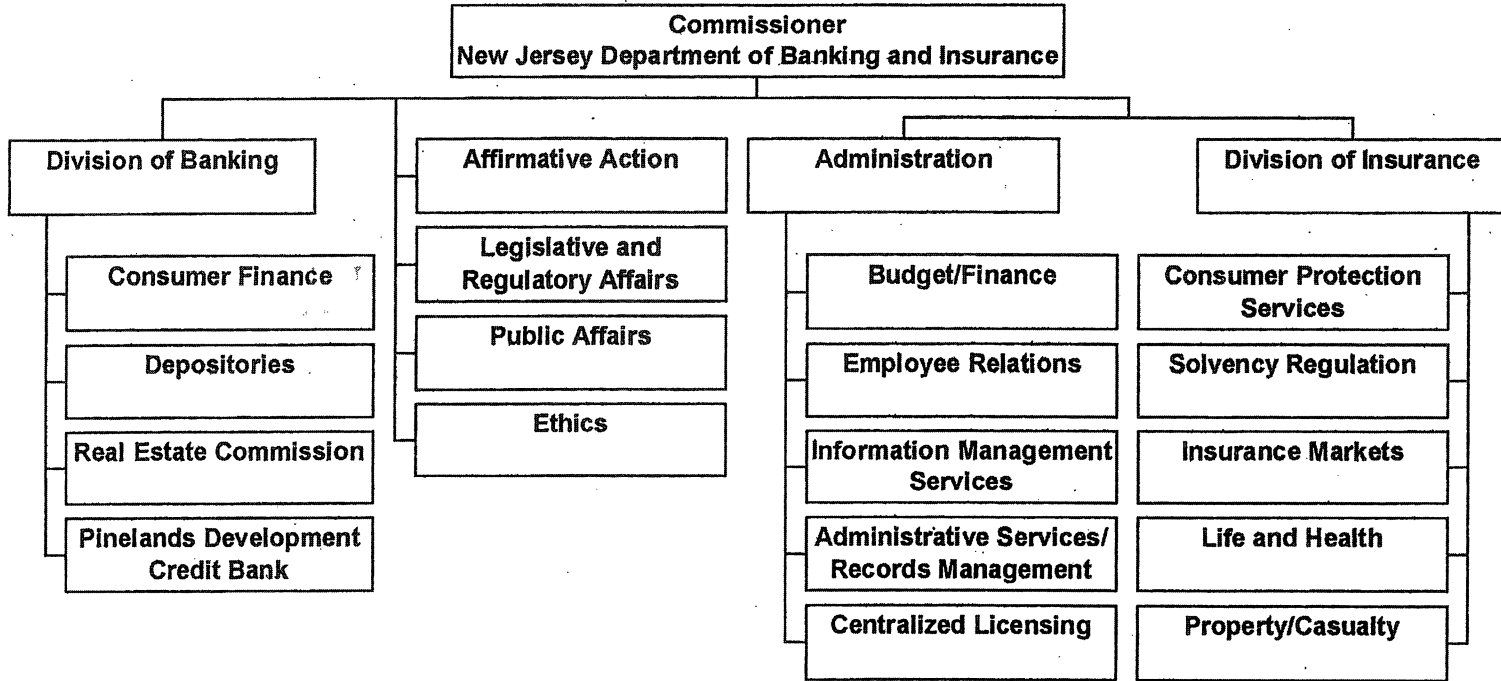 Commissioner
New Jersey Department of Banking and Insurance
Division of Banking
Consumer Finance
Depositories
Real Estate Commission
Pinelands Development
Credit Bank
Affirmative Action
Legislative and
Regulatory Affairs
Public Affairs
Ethics
Administration
Budget/Finance
Employee Relations
Information Management
Services
Administrative Services/
Records Management
Centralized Licensing
Division of Insurance
Consumer Protection
Services
Solvency Regulation
Insurance Markets
Life and Health
Property/Casualty